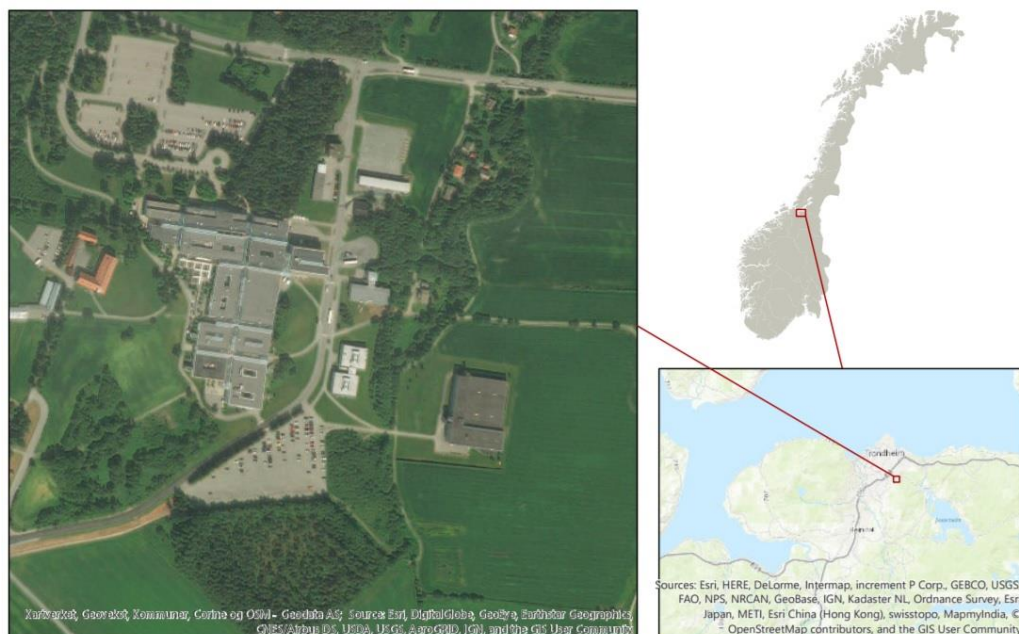 Trondheim
Heimdal
Kartverket, Geovekst, Kommuner, Corine og OSM - Geodata AS; Source: Esri, DigitalGlobe, GeoEye, Earthstar Geographics,
CNES/Airbus DS, USDA, USGS, AeroGRID, IGN, and the GIS User Community
Sources: Esri, HERE, DeLorme, Intermap, increment P Corp., GEBCO, USGS
FAO, NPS, NRCAN, GeoBase, IGN, Kadaster NL, Ordnance Survey, Esri
Japan, METI, Esri China (Hong Kong), swisstopo, MapmyIndia, ©
OpenStreetMap contributors, and the GIS User Community